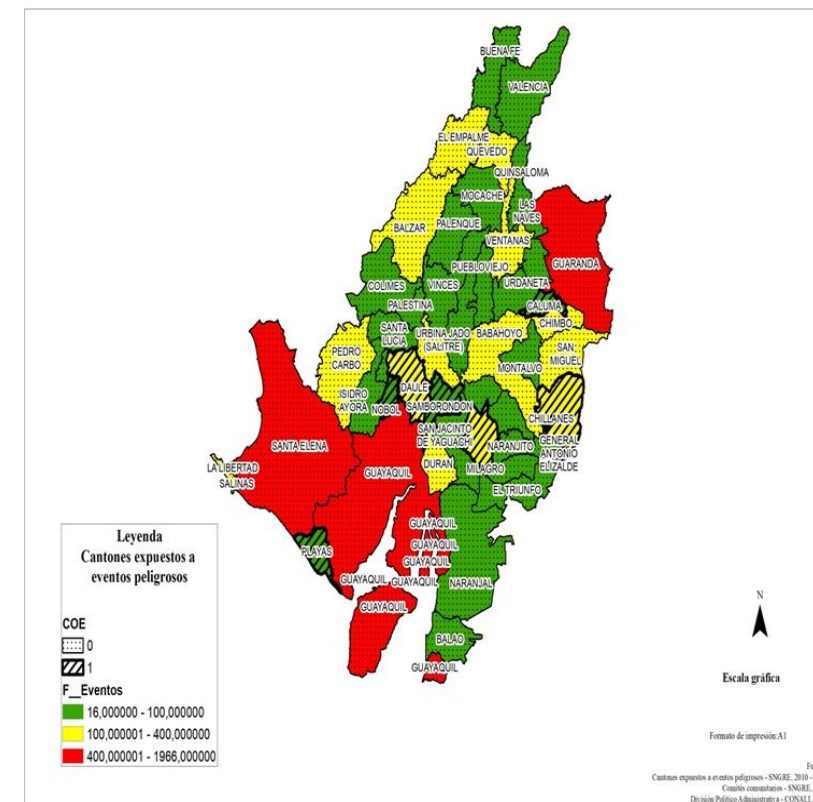 BUENA FE
VALENCIA
EL EMPALME
QUEVEDO
QUINSALOMA
MOCACHE
LAS
NAVES
BALZAR
PALENQUE
VENTANAS
GUARANDA
PUEBLOVIEJO
URDANETA
COLIMES
VINCES
CALUMA
PALESTINA
CHIMBO
SANTA
LUCIA
URBINA JADO
(SALITRE)
BABAHOYO
SAN
MIGUEL
PEDRO
CARBO
MONTALVO
DAULE
ISIDRO
AYORA
NOBOL
SAMBORONDON
CHILLANES
SAN JACINTO
DE YAGUACHI
NARANJITO
GENERAL
ANTONIO
ELIZALDE
SANTA ELENA
GUAYAQUIL
DURAN
MILAGRO
LA LIBERTAD
SALINAS
EL TRIUNFO
GUAYAQUIL
GUAYAQUIL
GUAYAQUIL
PLAYAS
GUAYAQUIL
GUAYAQUIL
NARANJAL
GUAYAQUIL
BALAO
GUAYAQUIL
Leyenda
Cantones expuestos a
eventos peligrosos
COE
0
1
F__Eventos
16,000000 - 100,000000
100,000001 - 400,000000
400,000001 - 1966,000000
N
Escala gráfica
Formato de impresión:A1
Cantones expuestos a eventos peligrosos - SNGRE, 2010 -
Comités comunitarios - SNGRE,
División Político Administrativa - CONALI,